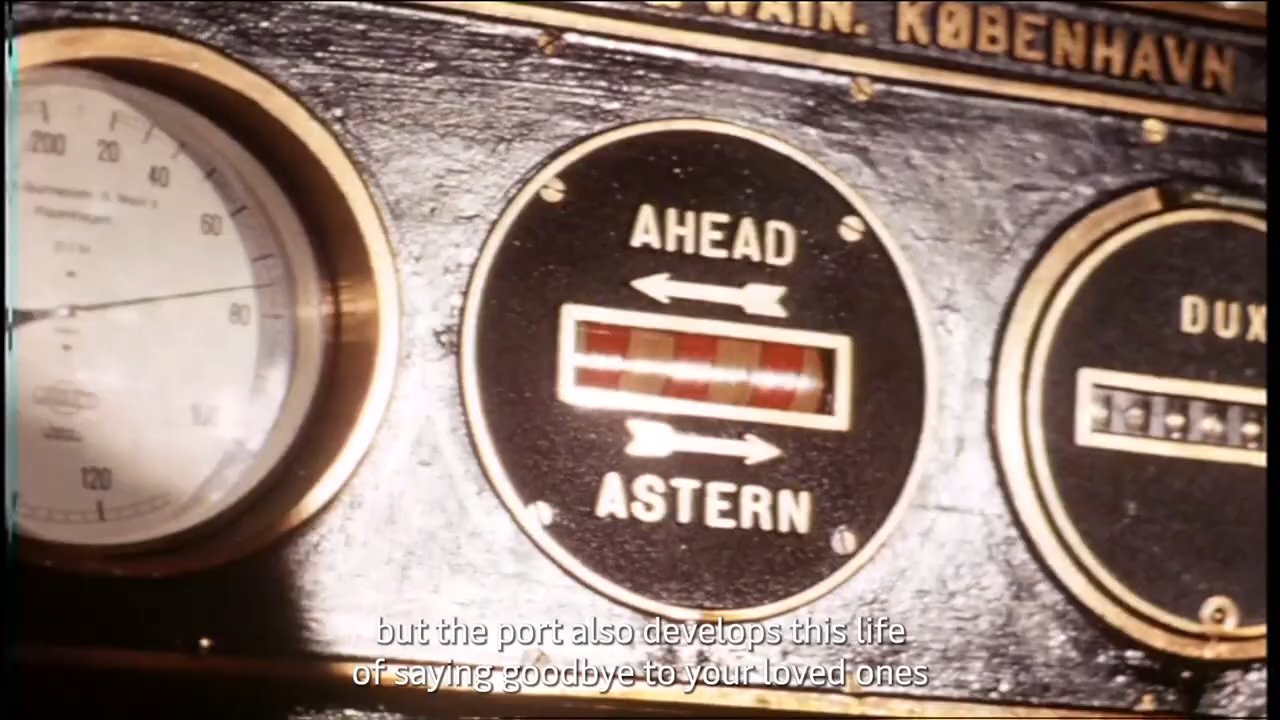 WAIN. KØBENHAVN
200 20
40
60
80
120
AHEAD
ASTERN
DUX
but the port also develops this life
of saying goodbye to your loved ones